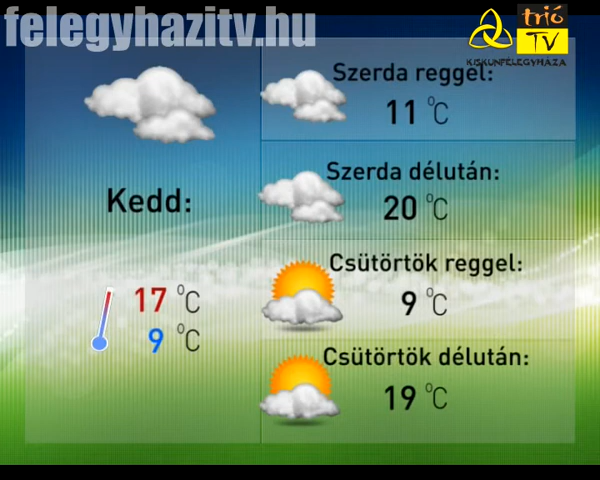 felegyhazitv.hu
trió
TV
KISKUNFÉLEGYHÁZA
Kedd:
17 °C
9 °C
Szerda reggel:
11 °C
Szerda délután:
20 °C
Csütörtök reggel:
9 °C
Csütörtök délután:
19 °C